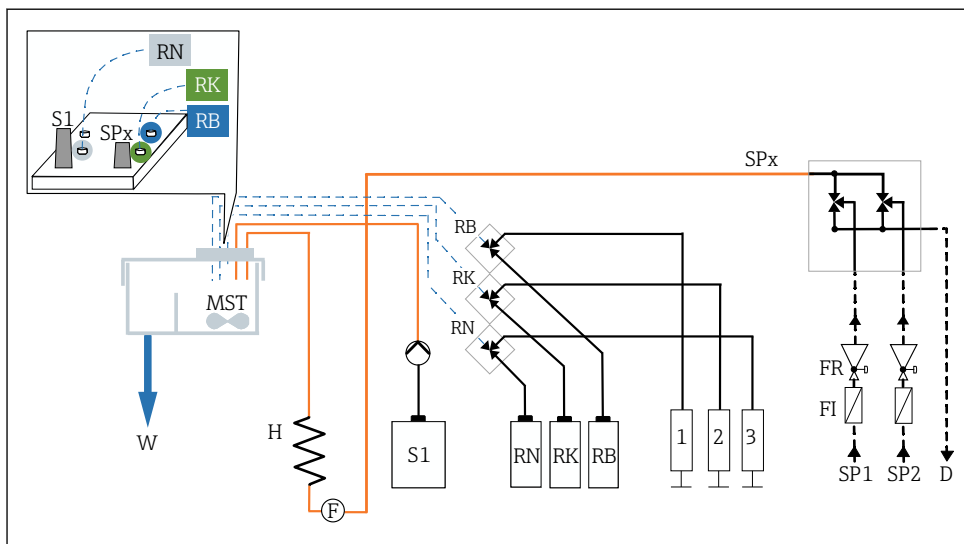 RN
RK
RB
S1
SPx
SPx
RB
RK
RN
MST
W
H
F
S1
RN
RK
RB
1
2
3
FR
FI
SP1
SP2
D